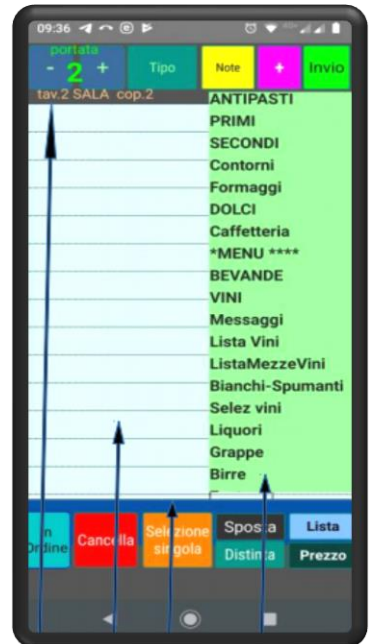 09:36
portata
- 2 + Tipo Note + Invio
tav.2 SALA cop.2
ANTIPASTI
PRIMI
SECONDI
Contorni
Formaggi
DOLCI
Caffetteria
*MENU ****
BEVANDE
VINI
Messaggi
Lista Vini
ListaMezzeVini
Bianchi-Spumanti
Selez vini
Liquori
Grappe
Birre
Ordine Cancella Selezione singola Sposta Lista
Distinta Prezzo